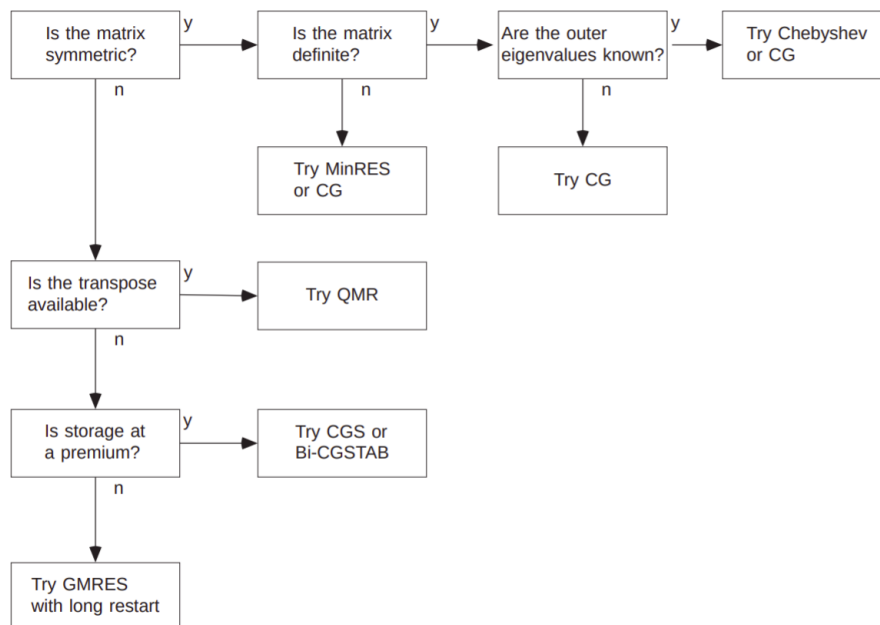 Is the matrix
symmetric?
y
Is the matrix
definite?
y
Are the outer
eigenvalues known?
y
Try Chebyshev
or CG
n
n
n
Try MinRES
or CG
Try CG
Is the transpose
available?
y
Try QMR
n
Is storage at
a premium?
y
Try CGS or
Bi-CGSTAB
n
Try GMRES
with long restart